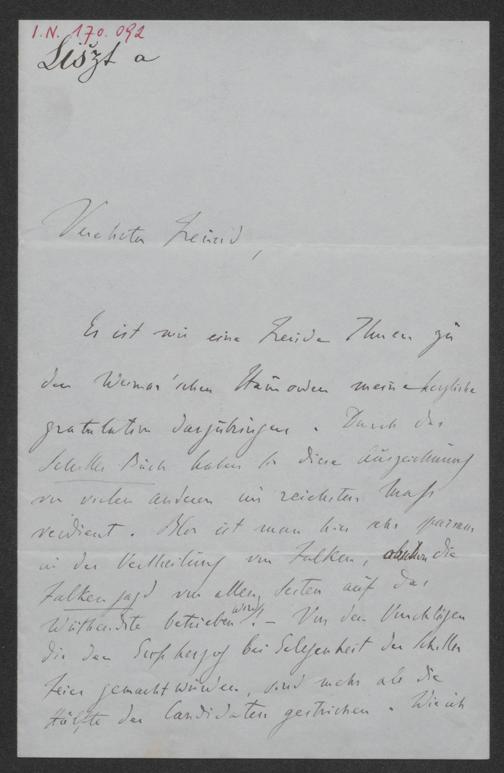 I.N. 170.092
Liszt a
Verehrter Freund,
Es ist mir eine Freude Ihnen zu
den Weimar'schen Hausorden meine herzliche
gratulation darzubringen. Durch das
Schiller Buch haben Sie diese Auszeichnung
vor vielen anderen im reichsten Mass
verdient. Blos ist man hier sehr sparsam
in der Vertheilung von Falken, obschon die
Falkenjagd von allen Seiten auf das
Wüthendste betrieben wird. – Von den Vorschlägen
die dem Grossherzog bei Gelegenheit der Schiller
Feier gemacht würden, sind mehr als die
Hälfte der Candidaten gestrichen. Wie ich